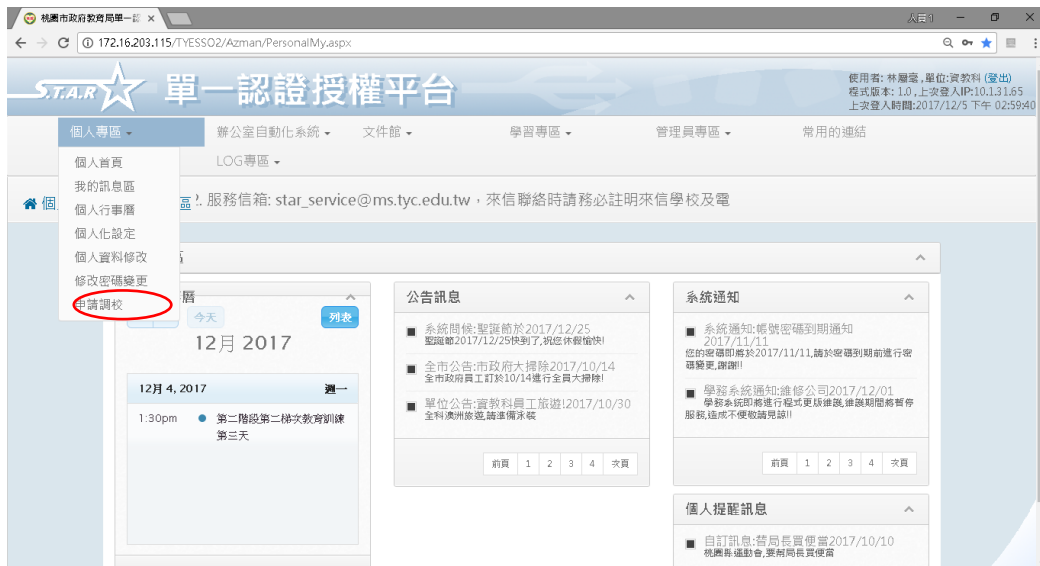 桃園市政府教育局單一認
人員1
172.16.203.115/TYESSO2/Azman/PersonalMy.aspx
S.T.A.R 單一認證授權平台
使用者: 林靨毫 , 單位:資教科 (登出)
程式版本: 1.0 , 上次登入IP:10.1.31.65
上次登入時間:2017/12/5 下午 02:59:40
個人專區 辦公室自動化系統 文件館 學習專區 管理員專區 常用的連結
LOG專區
個人首頁
我的訊息區
個人行事曆
個人化設定
個人資料修改
修改密碼變更
申請調校
個 區 2. 服務信箱: star_service@ms.tyc.edu.tw，來信聯絡時請務必註明來信學校及電
區
曆
今天 列表
12月 2017
12月 4, 2017 週一
1:30pm 第二階段第二梯次教育訓練
第三天
公告訊息
系統問候:聖誕節於2017/12/25
聖誕節2017/12/25快到了,祝您休假愉快!
全市公告:市政府大掃除2017/10/14
全市政府員工訂於10/14進行全員大掃除!
單位公告:資教科員工旅遊!2017/10/30
全科澳洲旅遊,請準備泳裝
前頁 1 2 3 4 次頁
系統通知
系統通知:帳號密碼到期通知
2017/11/11
您的密碼即將於2017/11/11,請於密碼到期前進行密
碼變更,謝謝!!
學務系統通知:維修公司2017/12/01
學務系統即將進行程式更版維護,維護期間將暫停
服務,造成不便敬請見諒!!
前頁 1 2 3 4 次頁
個人提醒訊息
自訂訊息:替局長買便當2017/10/10
桃園縣運動會,要幫局長買便當